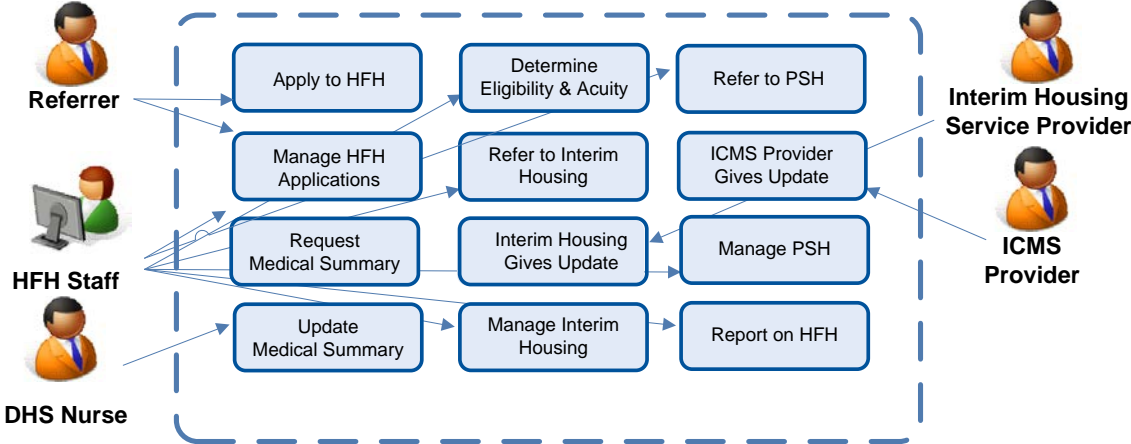 Referrer
HFH Staff
DHS Nurse
Apply to HFH
Determine
Eligibility & Acuity
Refer to PSH
Manage HFH
Applications
Refer to Interim
Housing
ICMS Provider
Gives Update
Request
Medical Summary
Interim Housing
Gives Update
Manage PSH
Update
Medical Summary
Manage Interim
Housing
Report on HFH
Interim Housing
Service Provider
ICMS
Provider